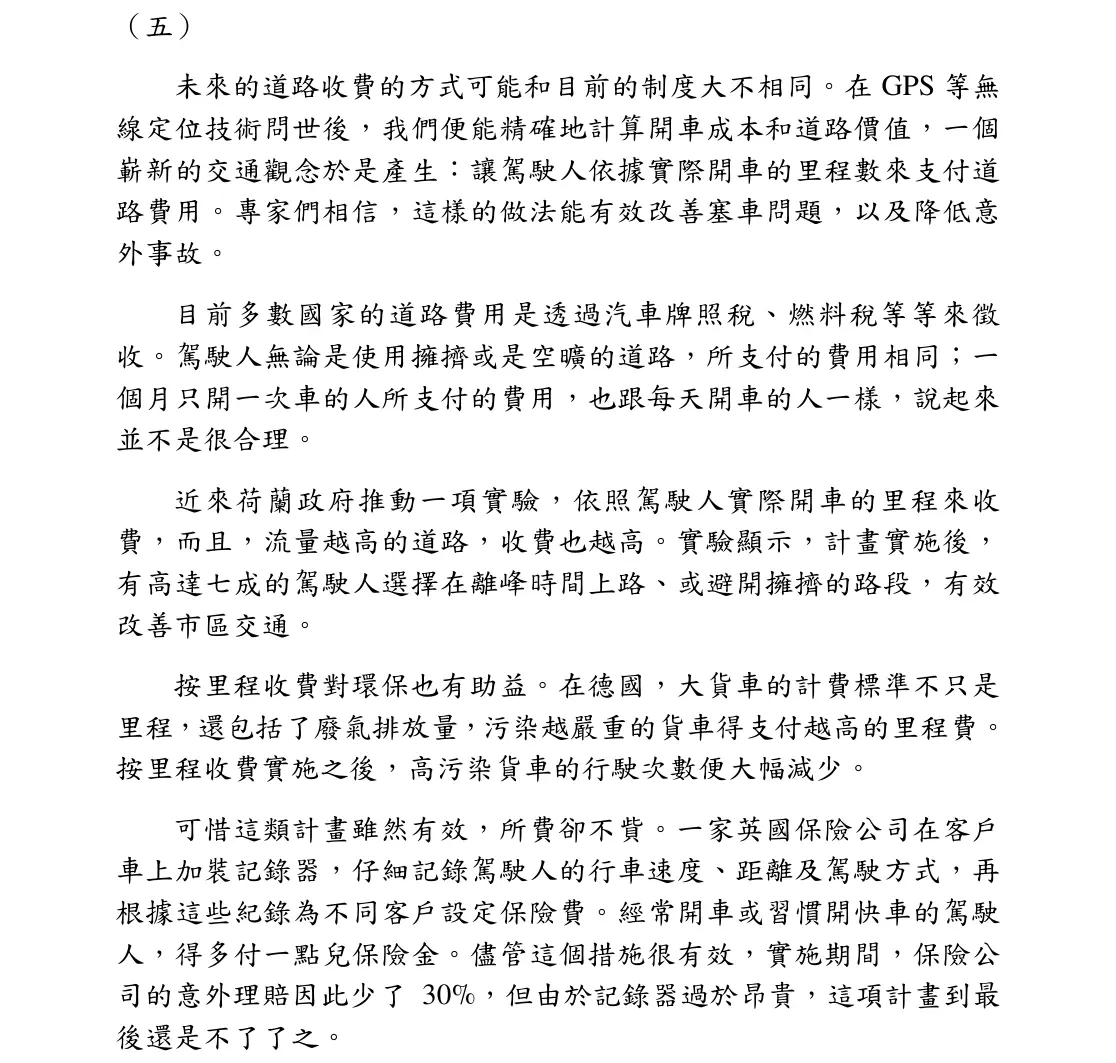 （五）
未來的道路收費的方式可能和目前的制度大不相同。在 GPS 等無
線定位技術問世後，我們便能精確地計算開車成本和道路價值，一個
嶄新的交通觀念於是產生：讓駕駛人依據實際開車的里程數來支付道
路費用。專家們相信，這樣的做法能有效改善塞車問題，以及降低意
外事故。
目前多數國家的道路費用是透過汽車牌照稅、燃料稅等等來徵
收。駕駛人無論是使用擁擠或是空曠的道路，所支付的費用相同；一
個月只開一次車的人所支付的費用，也跟每天開車的人一樣，說起來
並不是很合理。
近來荷蘭政府推動一項實驗，依照駕駛人實際開車的里程來收
費，而且，流量越高的道路，收費也越高。實驗顯示，計畫實施後，
有高達七成的駕駛人選擇在離峰時間上路、或避開擁擠的路段，有效
改善市區交通。
按里程收費對環保也有助益。在德國，大貨車的計費標準不只是
里程，還包括了廢氣排放量，污染越嚴重的貨車得支付越高的里程費。
按里程收費實施之後，高污染貨車的行駛次數便大幅減少。
可惜這類計畫雖然有效，所費卻不貲。一家英國保險公司在客戶
車上加裝記錄器，仔細記錄駕駛人的行車速度、距離及駕駛方式，再
根據這些紀錄為不同客戶設定保險費。經常開車或習慣開快車的駕駛
人，得多付一點兒保險金。儘管這個措施很有效，實施期間，保險公
司的意外理賠因此少了 30%，但由於記錄器過於昂貴，這項計畫到最
後還是不了了之。